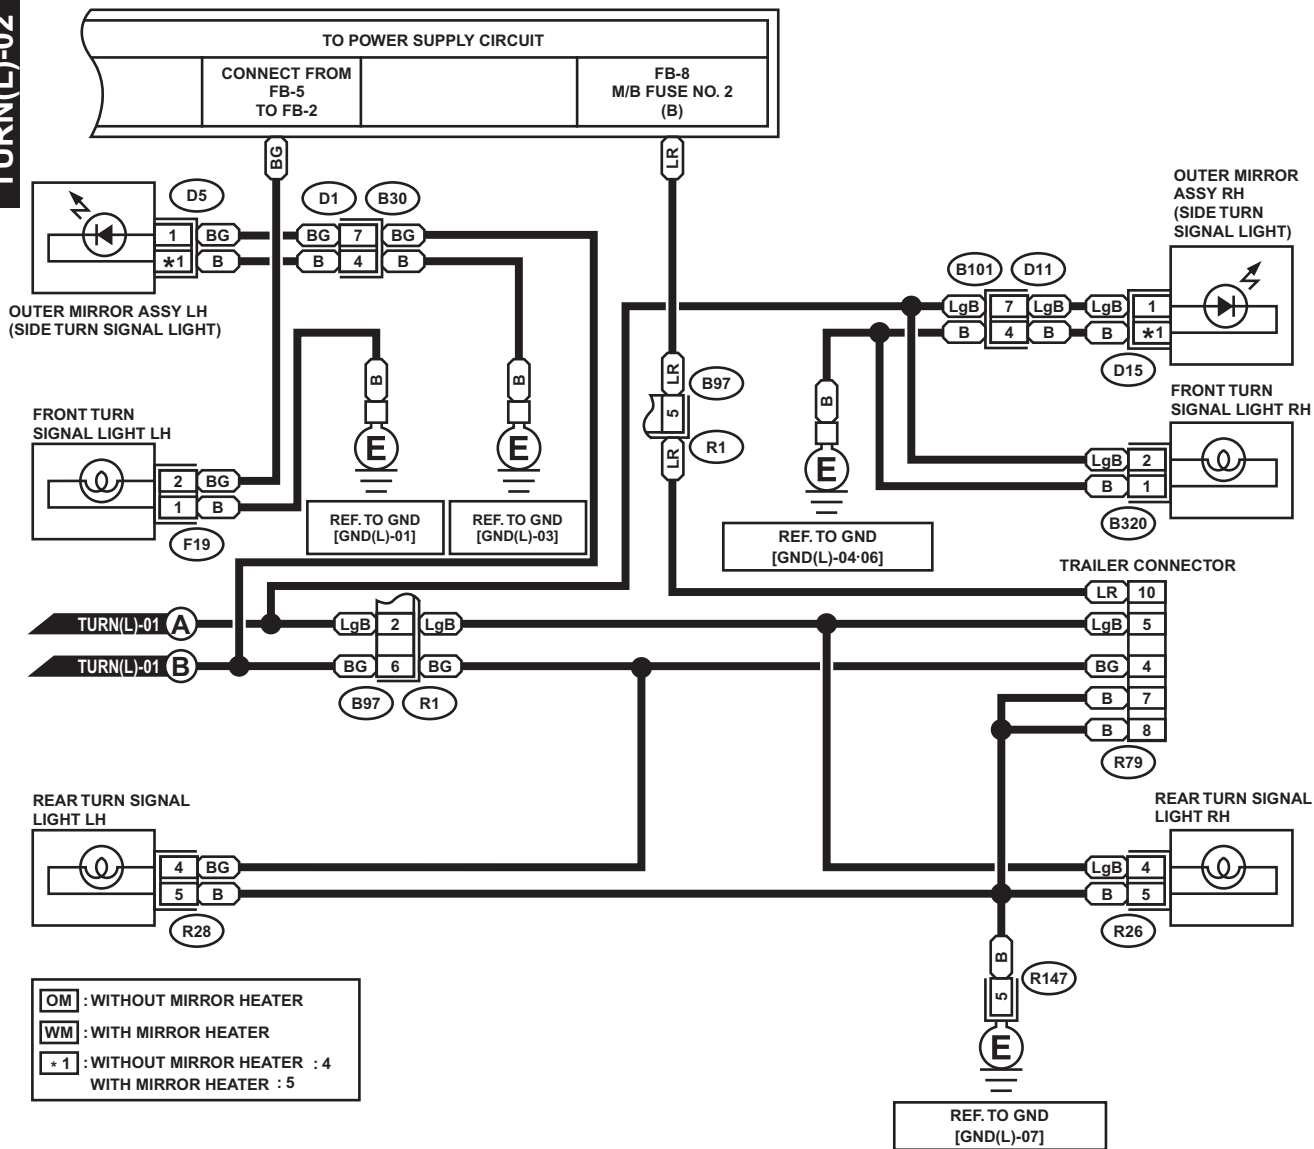 TURN(L)-02
TO POWER SUPPLY CIRCUIT
CONNECT FROM
FB-5
TO FB-2
FB-8
M/B FUSE NO. 2
(B)
BG
LR
D5
D1
B30
1
BG
BG
7
BG
*1
B
B
4
B
OUTER MIRROR ASSY LH
(SIDE TURN SIGNAL LIGHT)
OUTER MIRROR
ASSY RH
(SIDE TURN
SIGNAL LIGHT)
B101
D11
LgB
7
LgB
LgB
1
B
4
B
B
*1
D15
B
B
B
LR
B97
5
R1
LR
E
E
E
FRONT TURN
SIGNAL LIGHT LH
2
BG
1
B
F19
REF. TO GND
[GND(L)-01]
REF. TO GND
[GND(L)-03]
REF. TO GND
[GND(L)-04·06]
FRONT TURN
SIGNAL LIGHT RH
LgB
2
B
1
B320
TRAILER CONNECTOR
LR
10
TURN(L)-01
A
LgB
2
LgB
LgB
5
TURN(L)-01
B
BG
6
BG
BG
4
B97
R1
B
7
B
8
R79
REAR TURN SIGNAL
LIGHT LH
4
BG
5
B
R28
REAR TURN SIGNAL
LIGHT RH
LgB
4
B
5
R26
B
R147
5
E
REF. TO GND
[GND(L)-07]
OM : WITHOUT MIRROR HEATER
WM : WITH MIRROR HEATER
*1 : WITHOUT MIRROR HEATER : 4
WITH MIRROR HEATER : 5